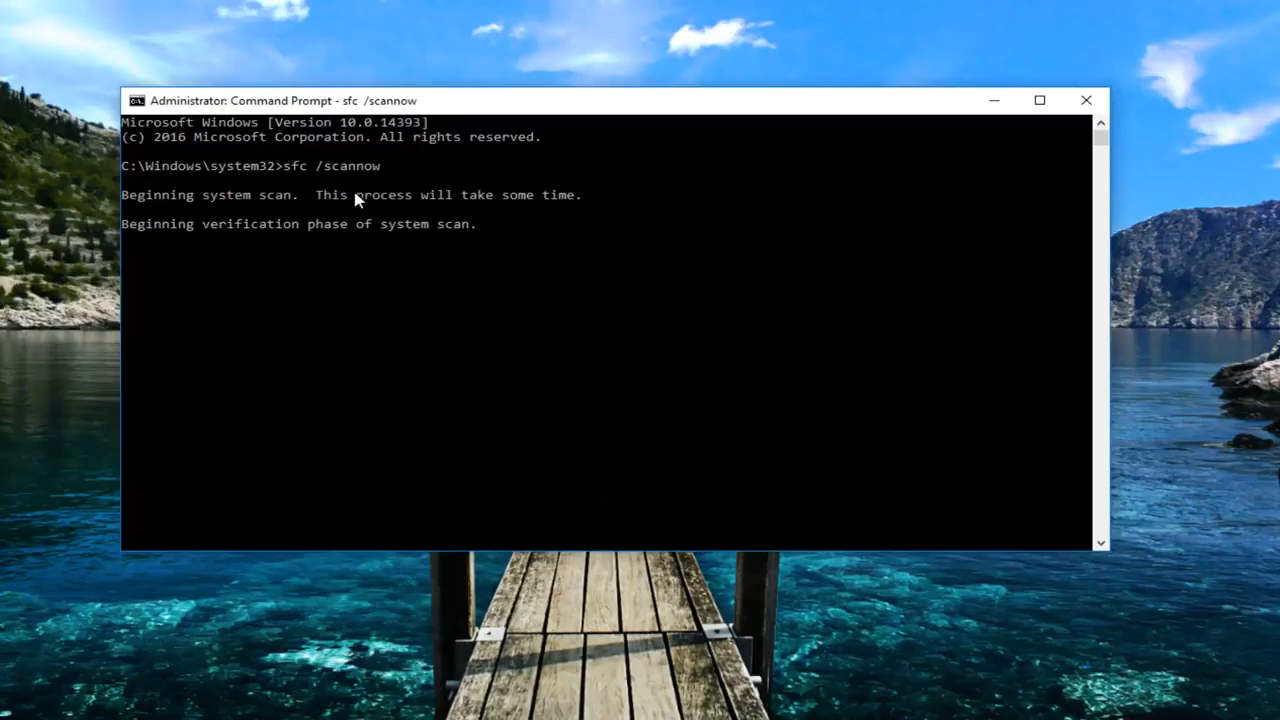 Administrator: Command Prompt - sfc  /scannow
Microsoft Windows [Version 10.0.14393]
(c) 2016 Microsoft Corporation. All rights reserved.
C:\Windows\system32>sfc /scannow
Beginning system scan.  This process will take some time.
Beginning verification phase of system scan.